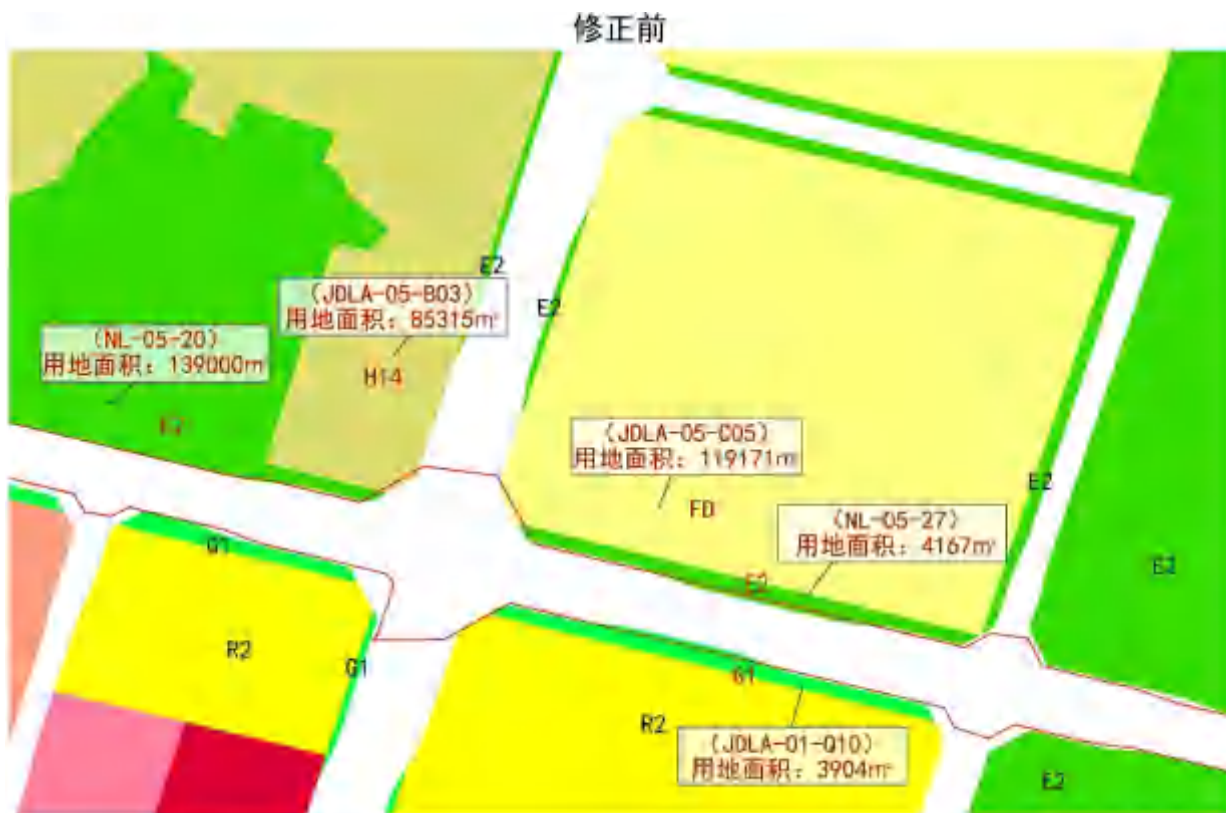 修正前
E2
(JDLA-05-B03)
用地面积：85315㎡
E2
(NL-05-20)
用地面积：139000㎡
H14
E2
(JDLA-05-C05)
用地面积：119171㎡
E2
FD
(NL-05-27)
用地面积：4167㎡
G1
E2
E2
R2
G1
G1
R2
(JDLA-01-Q10)
用地面积：3904㎡
E2